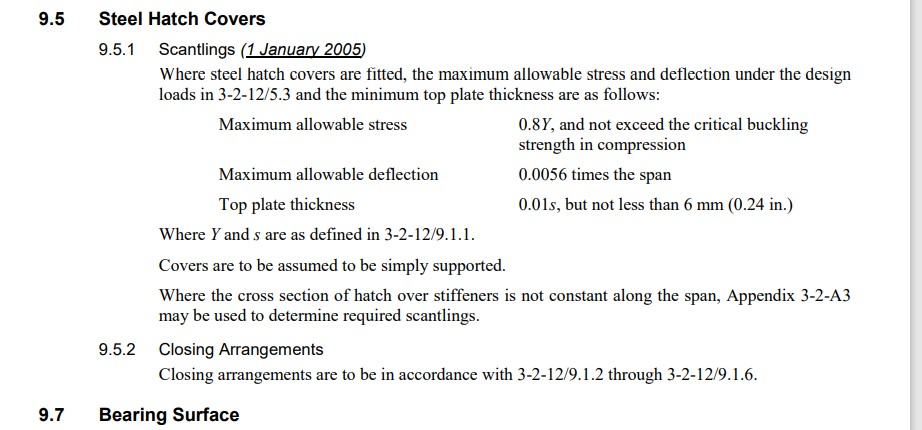 9.5 Steel Hatch Covers
9.5.1 Scantlings (1 January 2005)
Where steel hatch covers are fitted, the maximum allowable stress and deflection under the design
loads in 3-2-12/5.3 and the minimum top plate thickness are as follows:
Maximum allowable stress 0.8Y, and not exceed the critical buckling
strength in compression
Maximum allowable deflection 0.0056 times the span
Top plate thickness 0.01s, but not less than 6 mm (0.24 in.)
Where Y and s are as defined in 3-2-12/9.1.1.
Covers are to be assumed to be simply supported.
Where the cross section of hatch over stiffeners is not constant along the span, Appendix 3-2-A3
may be used to determine required scantlings.
9.5.2 Closing Arrangements
Closing arrangements are to be in accordance with 3-2-12/9.1.2 through 3-2-12/9.1.6.
9.7 Bearing Surface